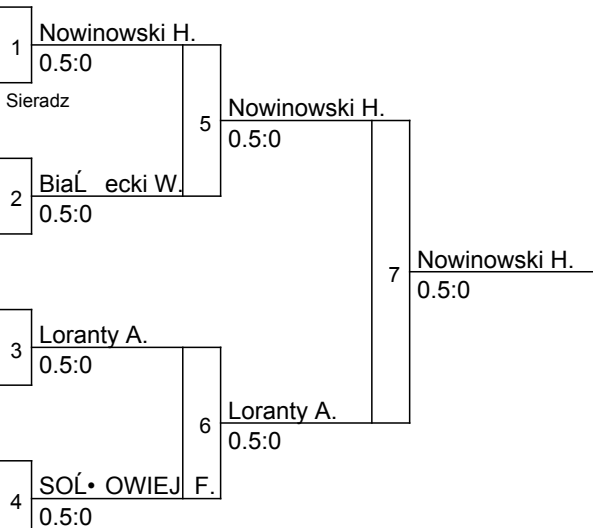 1
Nowinowski H.
0.5:0
Sieradz
5
Nowinowski H.
0.5:0
2
BiaĹ ecki W.
0.5:0
7
Nowinowski H.
0.5:0
3
Loranty A.
0.5:0
6
Loranty A.
0.5:0
4
SOĹ• OWIEJ F.
0.5:0